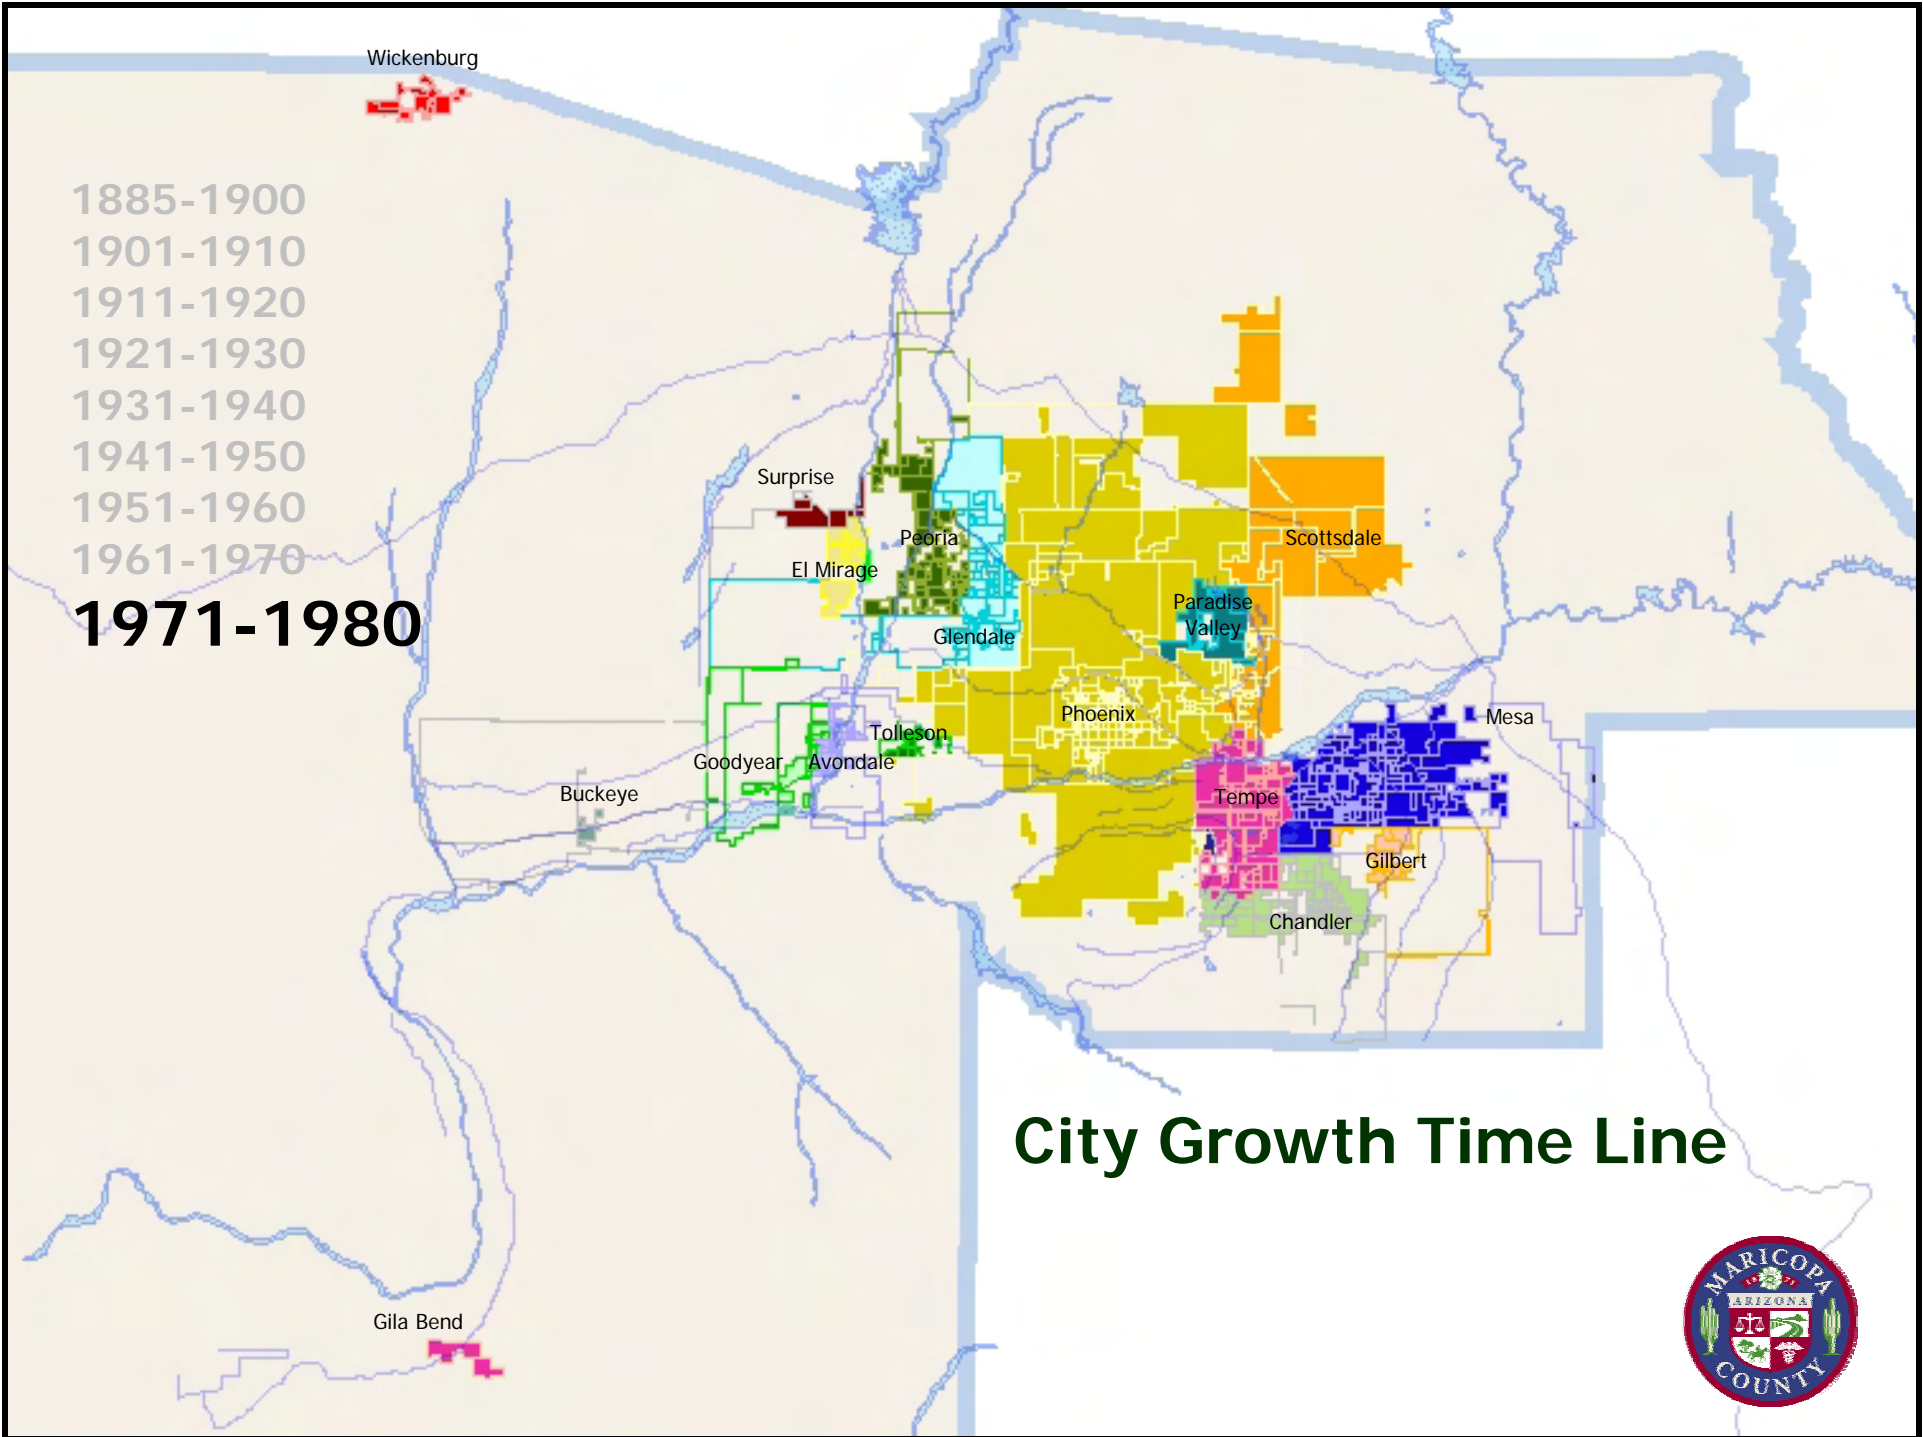 Wickenburg
1885-1900
1901-1910
1911-1920
1921-1930
1931-1940
1941-1950
1951-1960
1961-1970
1971-1980
Surprise
Peoria
Scottsdale
El Mirage
Paradise
Valley
Glendale
Phoenix
Mesa
Tolleson
Goodyear
Avondale
Buckeye
Tempe
Gilbert
Chandler
City Growth Time Line
MARICOPA
1871
ARIZONA
COUNTY
Gila Bend